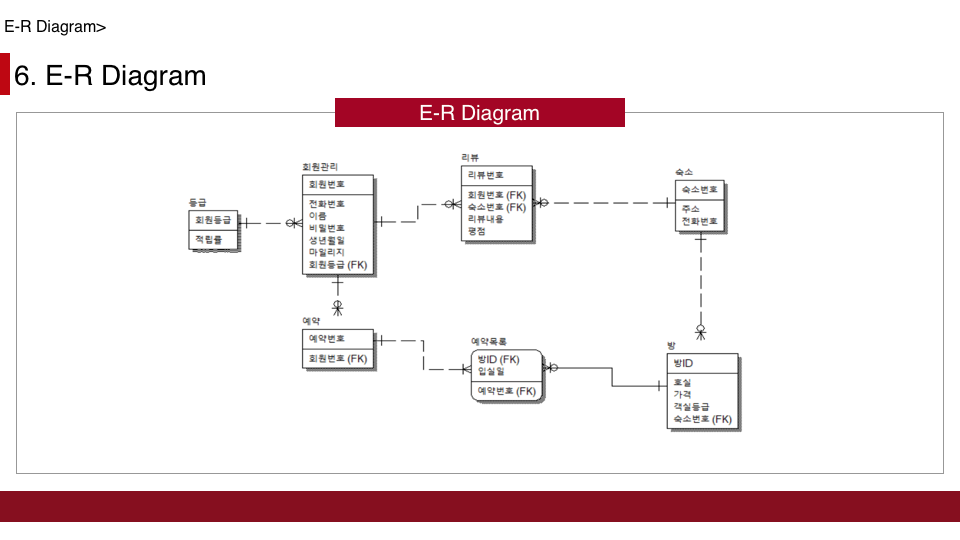 E-R Diagram>
6. E-R Diagram
E-R Diagram
등급
회원등급
적립률
회원관리
회원번호
전화번호
이름
비밀번호
생년월일
마일리지
회원등급 (FK)
리뷰
리뷰번호
회원번호 (FK)
숙소번호 (FK)
리뷰내용
평점
숙소
숙소번호
주소
전화번호
예약
예약번호
회원번호 (FK)
예약목록
방ID (FK)
입실일
예약번호 (FK)
방
방ID
호실
가격
객실등급
숙소번호 (FK)